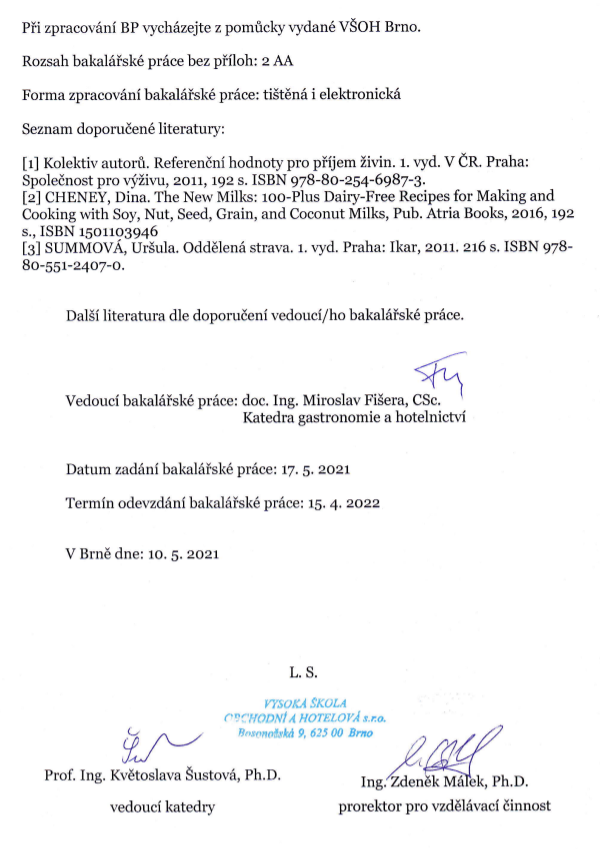 Při zpracování BP vycházejte z pomůcky vydané VŠOH Brno.
Rozsah bakalářské práce bez příloh: 2 AA
Forma zpracování bakalářské práce: tištěná i elektronická
Seznam doporučené literatury:
[1] Kolektiv autorů. Referenční hodnoty pro příjem živin. 1. vyd. V ČR. Praha:
Společnost pro výživu, 2011, 192 s. ISBN 978-80-254-6987-3.
[2] CHENEY, Dina. The New Milks: 100-Plus Dairy-Free Recipes for Making and
Cooking with Soy, Nut, Seed, Grain, and Coconut Milks, Pub. Atria Books, 2016, 192
s., ISBN 1501103946
[3] SUMMOVÁ, Uršula. Oddělená strava. 1. vyd. Praha: Ikar, 2011. 216 s. ISBN 978-
80-551-2407-0.
Další literatura dle doporučení vedoucí/ho bakalářské práce.
Vedoucí bakalářské práce: doc. Ing. Miroslav Fišera, CSc.
Katedra gastronomie a hotelnictví
Datum zadání bakalářské práce: 17. 5. 2021
Termín odevzdání bakalářské práce: 15. 4. 2022
V Brně dne: 10. 5. 2021
L. S.
VYSOKÁ ŠKOLA
OBCHODNÍ A HOTELOVÁ s.r.o.
Bosonožská 9, 625 00 Brno
Prof. Ing. Květoslava Šustová, Ph.D.
vedoucí katedry
Ing. Zdeněk Málek, Ph.D.
prorektor pro vzdělávací činnost